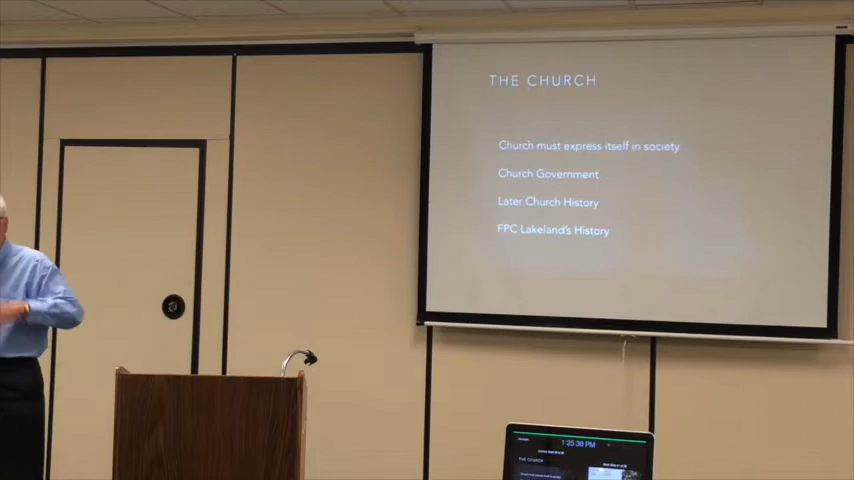 THE CHURCH
Church must express itself in society
Church Government
Later Church History
FPC Lakeland's History
1:25:38 PM
THE CHURCH